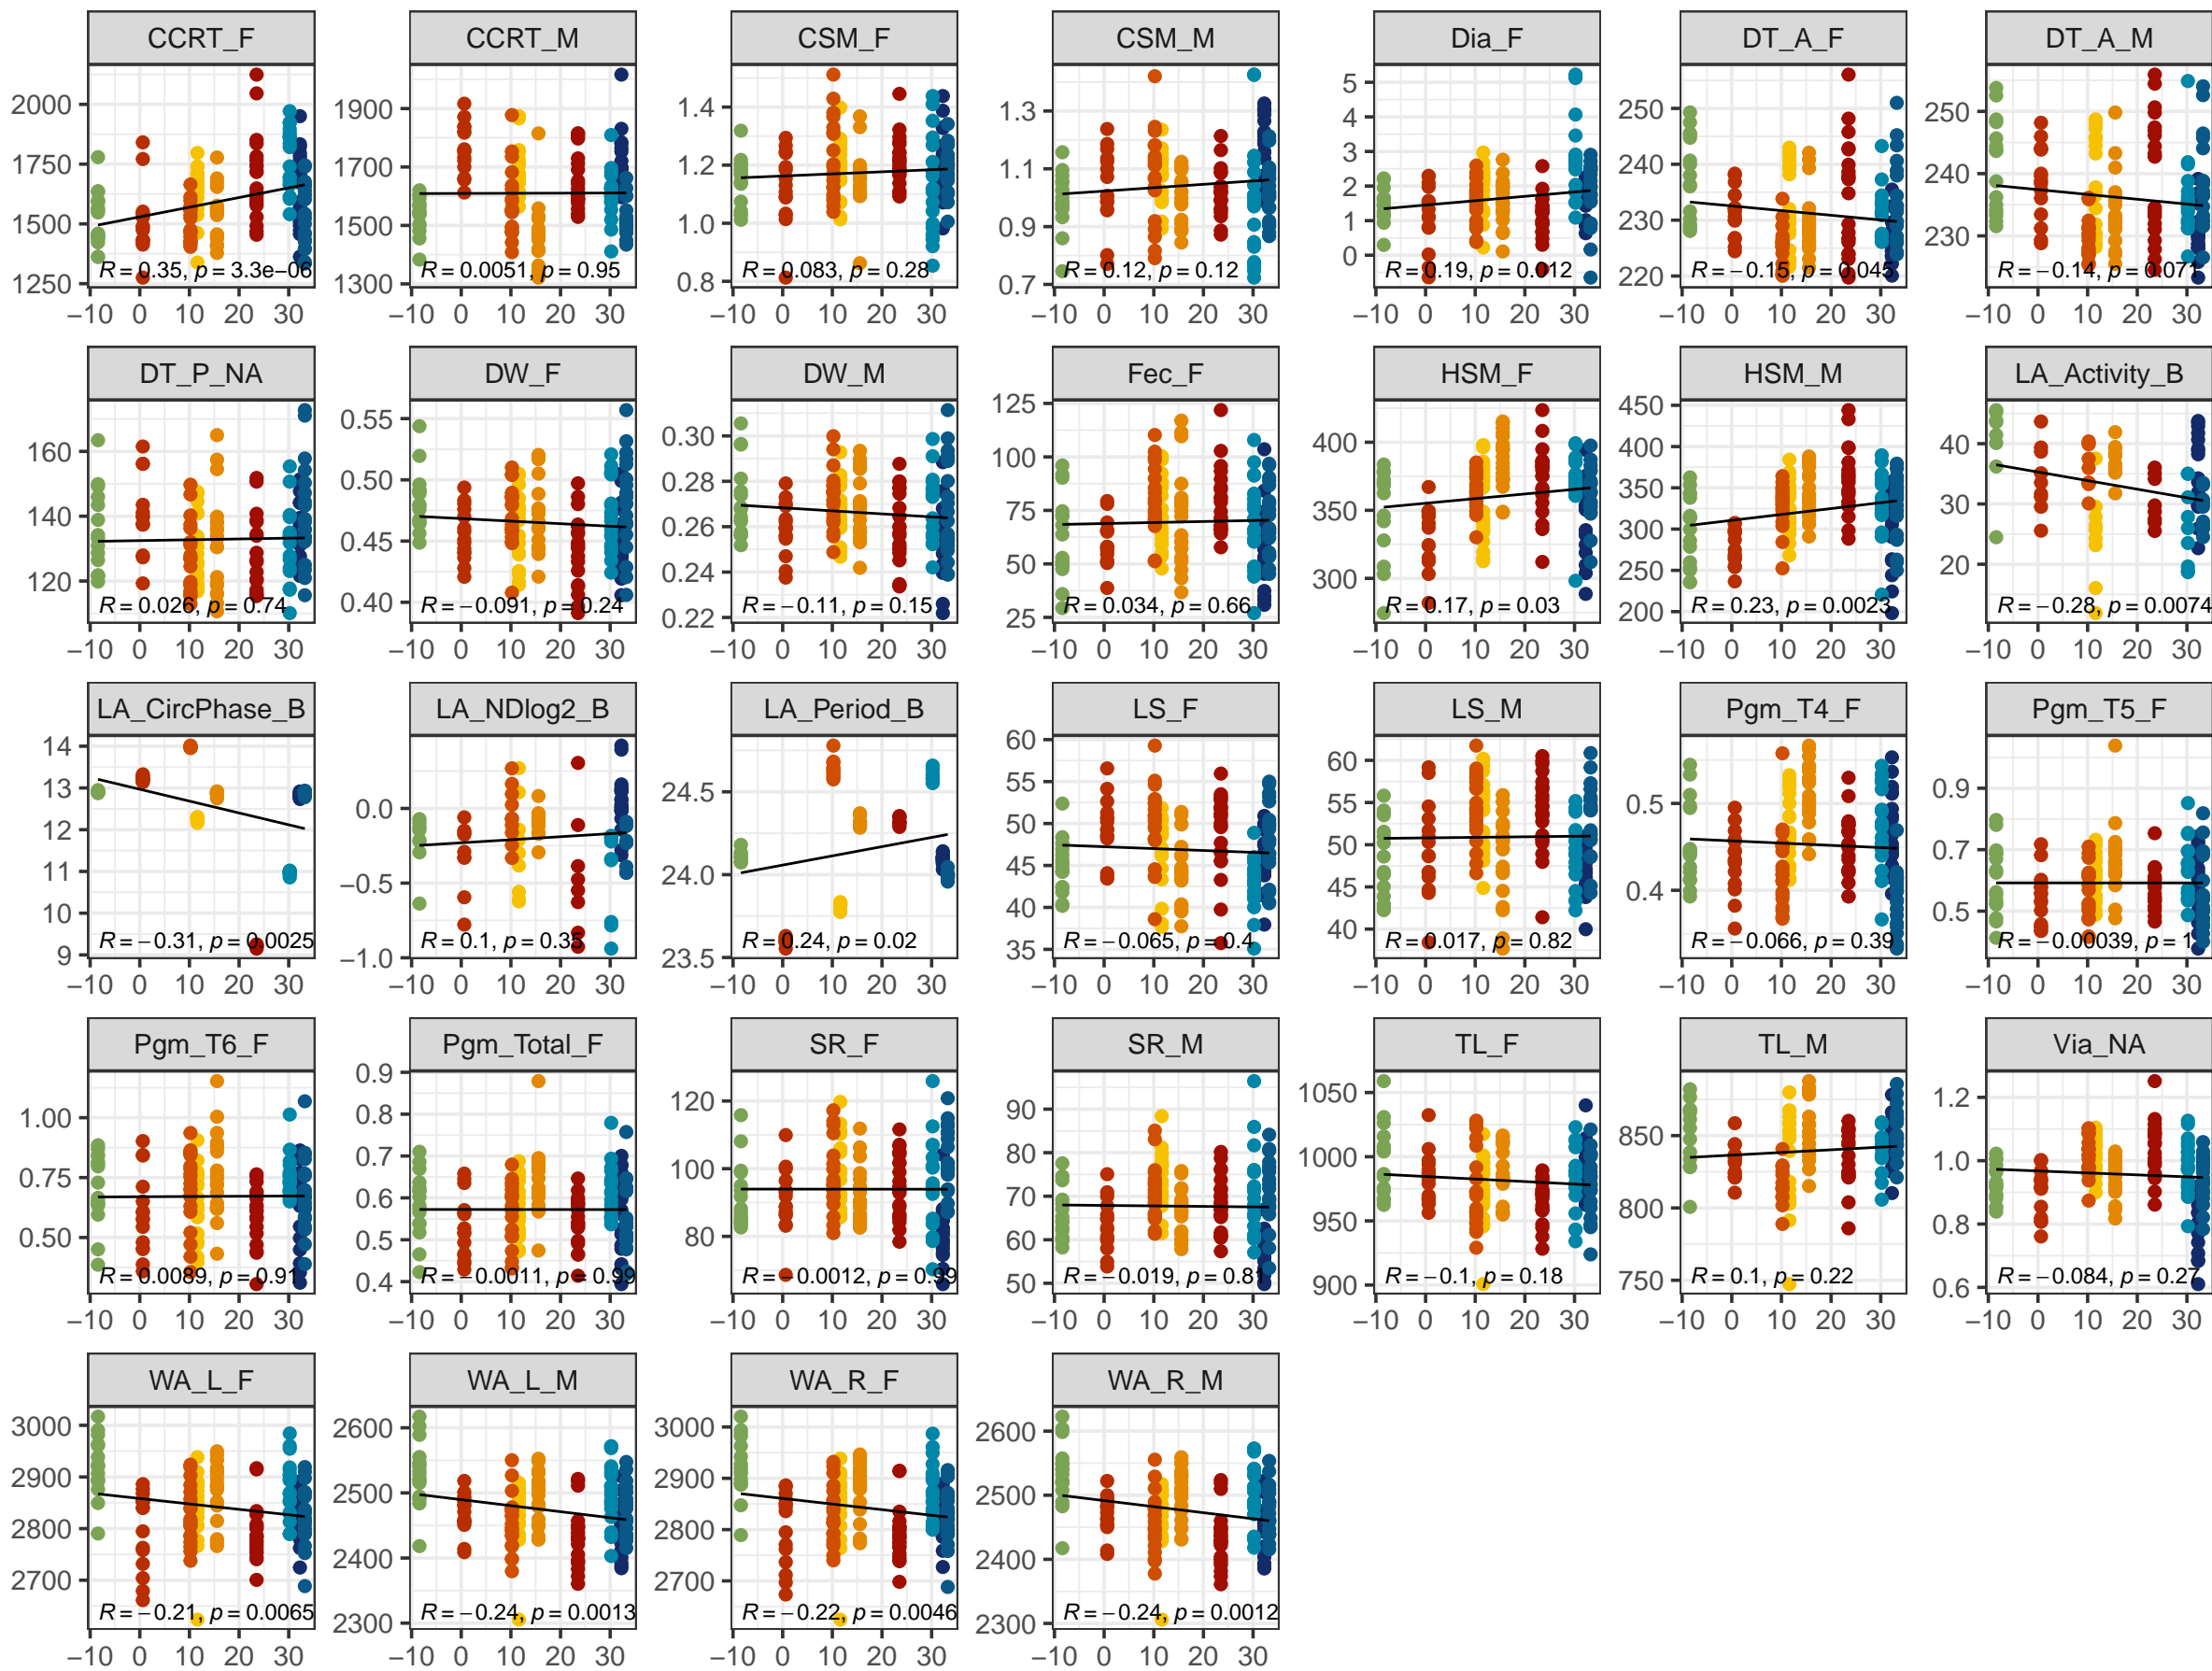 CCRT_F CCRT_M CSM_F CSM_M Dia_F DT_A_F DT_A_M
2000 1750 1500 1250
1900 1700 1500 1300
1.4 1.2 1.0 0.8
1.3 1.1 0.9 0.7
5 4 3 2 1 0
250 240 230 220
250 240 230
R = 0.35, p = 3.3e−06
R = 0.0051, p = 0.95
R = 0.083, p = 0.28
R = 0.12, p = 0.12
R = 0.19, p = 0.012
R = −0.15, p = 0.045
R = −0.14, p = 0.071
−10 0 10 20 30 −10 0 10 20 30 −10 0 10 20 30 −10 0 10 20 30 −10 0 10 20 30 −10 0 10 20 30 −10 0 10 20 30
DT_P_NA DW_F DW_M Fec_F HSM_F HSM_M LA_Activity_B
160 140 120
0.55 0.50 0.45 0.40
0.30 0.28 0.26 0.24 0.22
125 100 75 50 25
400 350 300
450 400 350 300 250 200
40 30 20
R = 0.026, p = 0.74
R = −0.091, p = 0.24
R = −0.11, p = 0.15
R = 0.034, p = 0.66
R = 0.17, p = 0.03
R = 0.23, p = 0.0023
R = −0.28, p = 0.0074
−10 0 10 20 30 −10 0 10 20 30 −10 0 10 20 30 −10 0 10 20 30 −10 0 10 20 30 −10 0 10 20 30 −10 0 10 20 30
LA_CircPhase_B LA_NDlog2_B LA_Period_B LS_F LS_M Pgm_T4_F Pgm_T5_F
14 13 12 11 10 9
0.0 −0.5 −1.0
24.5 24.0 23.5
60 55 50 45 40 35
60 55 50 45 40
0.5 0.4
0.9 0.7 0.5
R = −0.31, p = 0.0025
R = 0.1, p = 0.35
R = 0.24, p = 0.02
R = −0.065, p = 0.4
R = 0.017, p = 0.82
R = −0.066, p = 0.39
R = −0.00039, p = 1
−10 0 10 20 30 −10 0 10 20 30 −10 0 10 20 30 −10 0 10 20 30 −10 0 10 20 30 −10 0 10 20 30 −10 0 10 20 30
Pgm_T6_F Pgm_Total_F SR_F SR_M TL_F TL_M Via_NA
1.00 0.75 0.50
0.9 0.8 0.7 0.6 0.5 0.4
120 100 80
90 80 70 60 50
1050 1000 950 900
850 800 750
1.2 1.0 0.8 0.6
R = 0.0089, p = 0.91
R = −0.0011, p = 0.99
R = −0.0012, p = 0.99
R = −0.019, p = 0.81
R = −0.1, p = 0.18
R = 0.1, p = 0.22
R = −0.084, p = 0.27
−10 0 10 20 30 −10 0 10 20 30 −10 0 10 20 30 −10 0 10 20 30 −10 0 10 20 30 −10 0 10 20 30 −10 0 10 20 30
WA_L_F WA_L_M WA_R_F WA_R_M
3000 2900 2800 2700
2600 2500 2400 2300
3000 2900 2800 2700
2600 2500 2400 2300
R = −0.21, p = 0.0065
R = −0.24, p = 0.0013
R = −0.22, p = 0.0046
R = −0.24, p = 0.0012
−10 0 10 20 30 −10 0 10 20 30 −10 0 10 20 30 −10 0 10 20 30